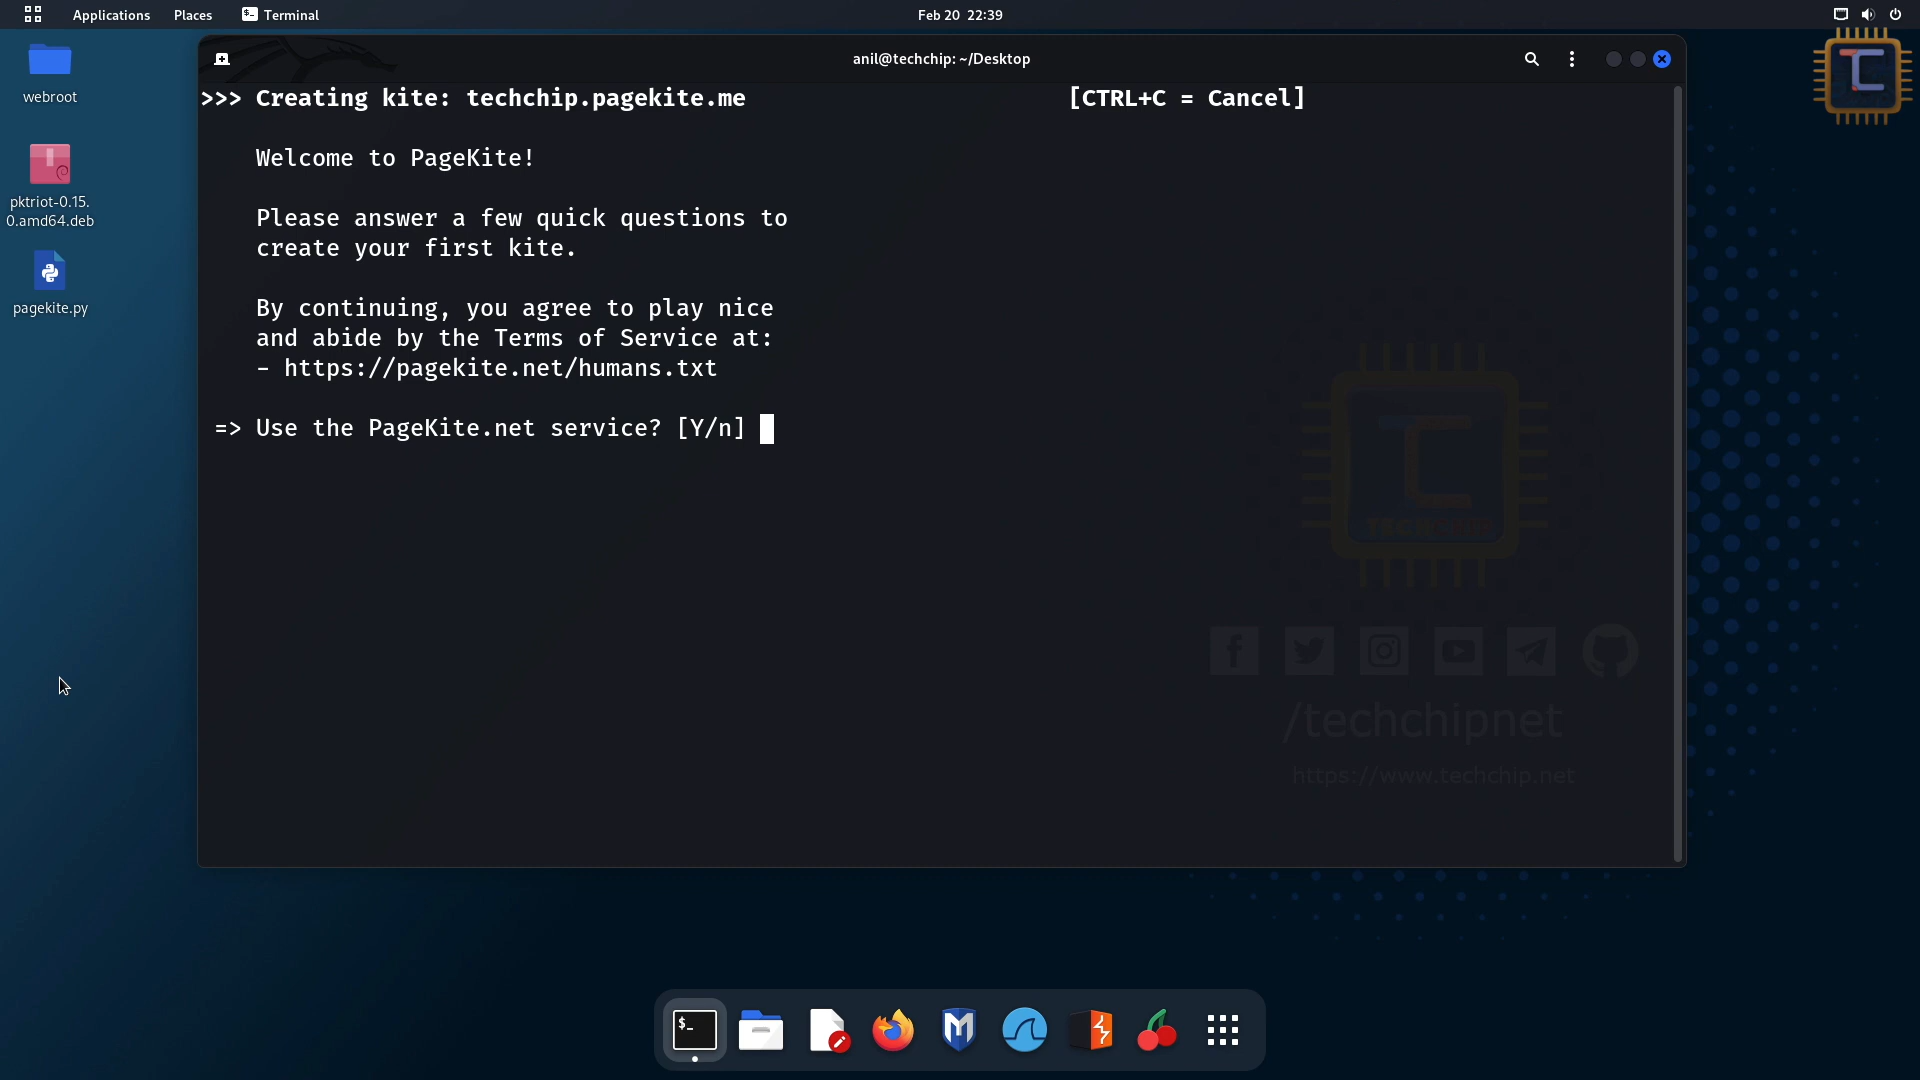 Applications Places Terminal Feb 20 22:39
webroot
pktriot-0.15.
0.amd64.deb
pagekite.py
anil@techchip: ~/Desktop
>>> Creating kite: techchip.pagekite.me [CTRL+C = Cancel]
Welcome to PageKite!
Please answer a few quick questions to
create your first kite.
By continuing, you agree to play nice
and abide by the Terms of Service at:
- https://pagekite.net/humans.txt
=> Use the PageKite.net service? [Y/n]
/techchipnet
https://www.techchip.net